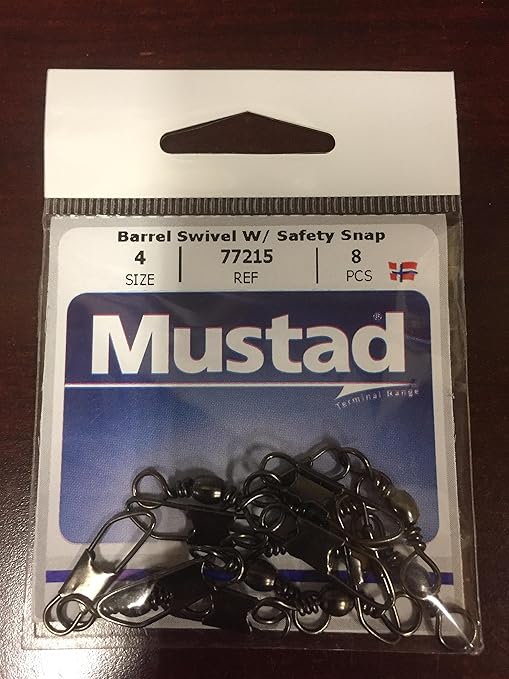 Barrel Swivel W/ Safety Snap
4 77215 8
SIZE REF PCS
Mustad®
Terminal Range